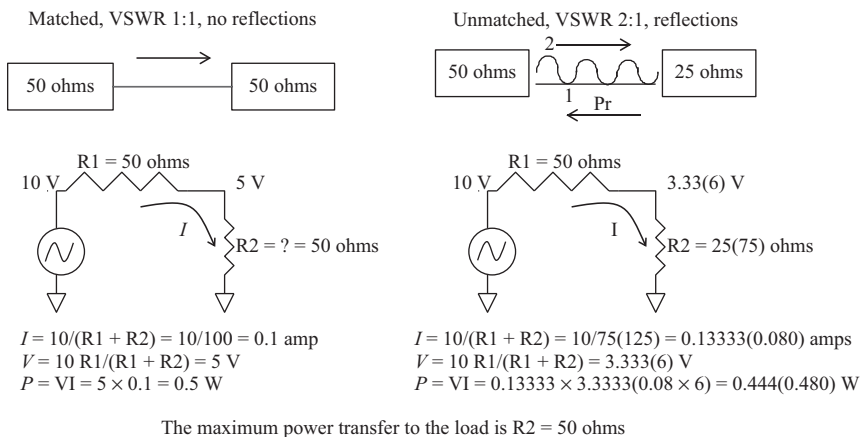 Matched, VSWR 1:1, no reflections
50 ohms
50 ohms
R1 = 50 ohms
10 V
5 V
I
R2 = ? = 50 ohms
I = 10/(R1 + R2) = 10/100 = 0.1 amp
V = 10 R1/(R1 + R2) = 5 V
P = VI = 5 × 0.1 = 0.5 W
Unmatched, VSWR 2:1, reflections
2
50 ohms
25 ohms
1
Pr
R1 = 50 ohms
10 V
3.33(6) V
I
R2 = 25(75) ohms
I = 10/(R1 + R2) = 10/75(125) = 0.13333(0.080) amps
V = 10 R1/(R1 + R2) = 3.333(6) V
P = VI = 0.13333 × 3.3333(0.08 × 6) = 0.444(0.480) W
The maximum power transfer to the load is R2 = 50 ohms